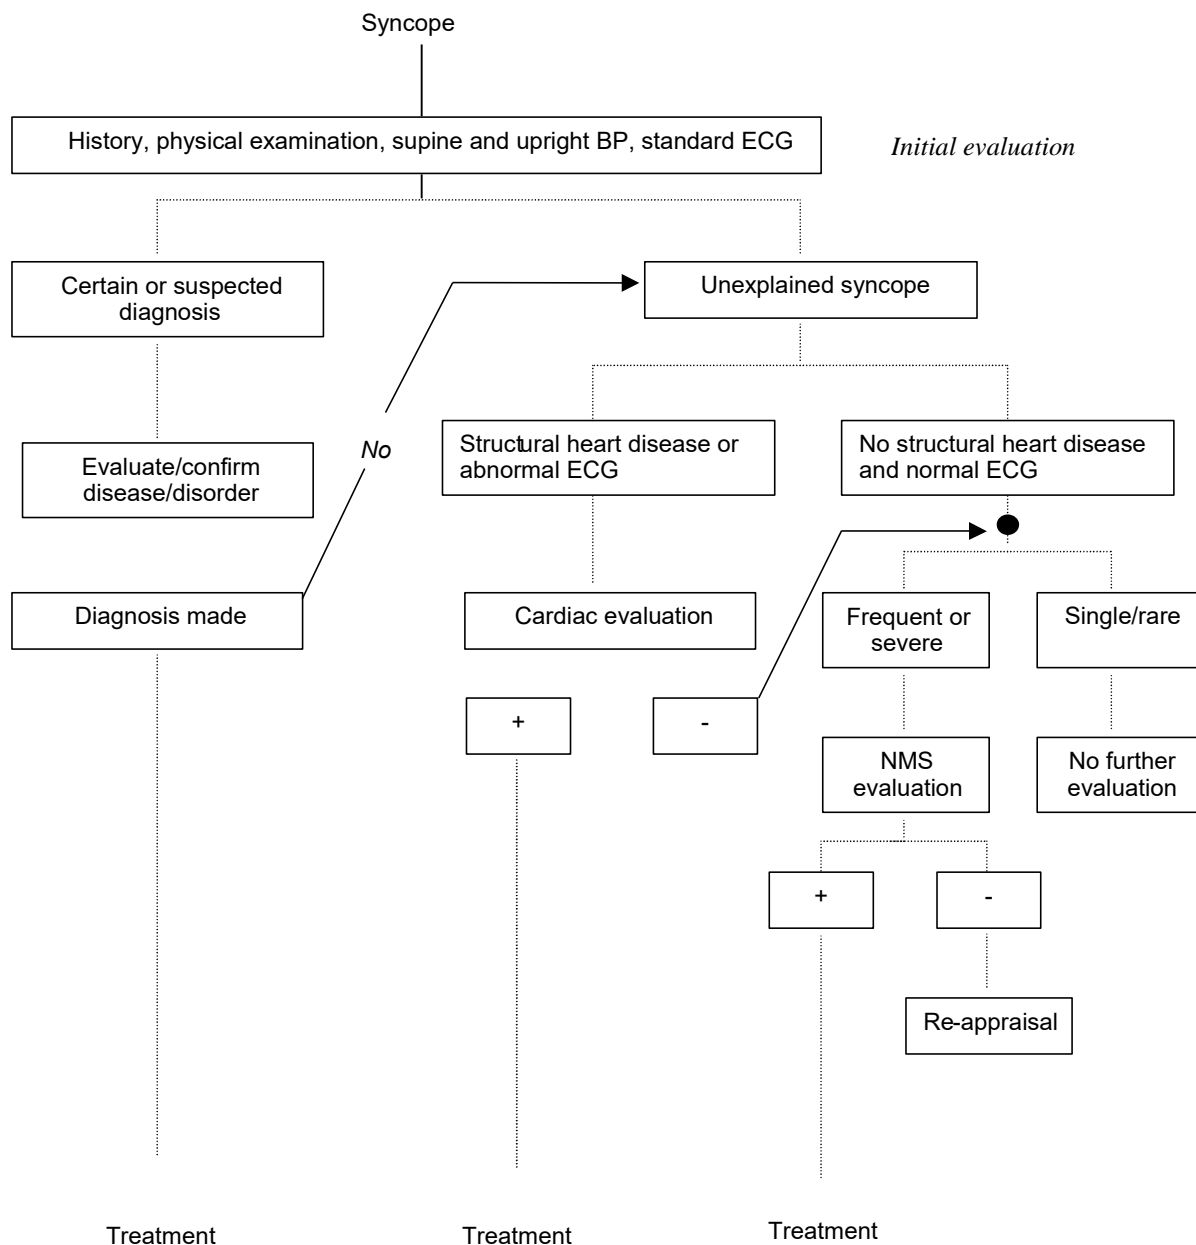 Syncope
History, physical examination, supine and upright BP, standard ECG
Initial evaluation
Certain or suspected
diagnosis
Unexplained syncope
No
Structural heart disease or
abnormal ECG
No structural heart disease
and normal ECG
Evaluate/confirm
disease/disorder
Diagnosis made
Cardiac evaluation
Frequent or
severe
Single/rare
+
-
NMS
evaluation
No further
evaluation
+
-
Re-appraisal
Treatment
Treatment
Treatment